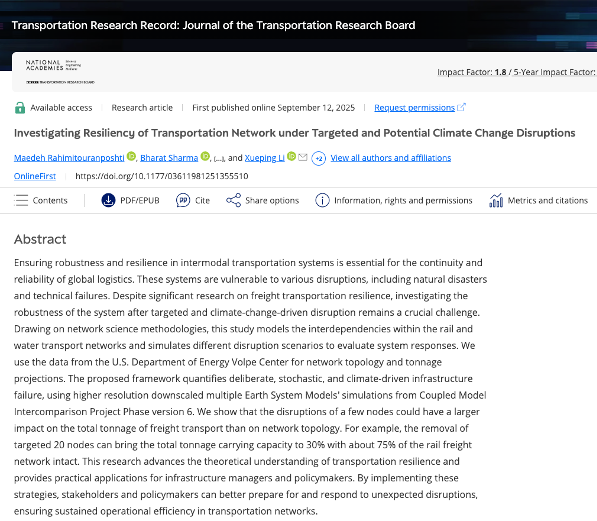 Transportation Research Record: Journal of the Transportation Research Board
NATIONAL ACADEMIES
TRANSPORTATION RESEARCH BOARD
Impact Factor: 1.8 / 5-Year Impact Factor:
Available access | Research article | First published online September 12, 2025 | Request permissions
Investigating Resiliency of Transportation Network under Targeted and Potential Climate Change Disruptions
Maedeh Rahimitouranposhti, Bharat Sharma, (...), and Xueping Li +2 View all authors and affiliations
OnlineFirst https://doi.org/10.1177/03611981251355510
Contents PDF/EPUB Cite Share options Information, rights and permissions Metrics and citations
Abstract
Ensuring robustness and resilience in intermodal transportation systems is essential for the continuity and
reliability of global logistics. These systems are vulnerable to various disruptions, including natural disasters
and technical failures. Despite significant research on freight transportation resilience, investigating the
robustness of the system after targeted and climate-change-driven disruption remains a crucial challenge.
Drawing on network science methodologies, this study models the interdependencies within the rail and
water transport networks and simulates different disruption scenarios to evaluate system responses. We
use the data from the U.S. Department of Energy Volpe Center for network topology and tonnage
projections. The proposed framework quantifies deliberate, stochastic, and climate-driven infrastructure
failure, using higher resolution downscaled multiple Earth System Models' simulations from Coupled Model
Intercomparison Project Phase version 6. We show that the disruptions of a few nodes could have a larger
impact on the total tonnage of freight transport than on network topology. For example, the removal of
targeted 20 nodes can bring the total tonnage carrying capacity to 30% with about 75% of the rail freight
network intact. This research advances the theoretical understanding of transportation resilience and
provides practical applications for infrastructure managers and policymakers. By implementing these
strategies, stakeholders and policymakers can better prepare for and respond to unexpected disruptions,
ensuring sustained operational efficiency in transportation networks.